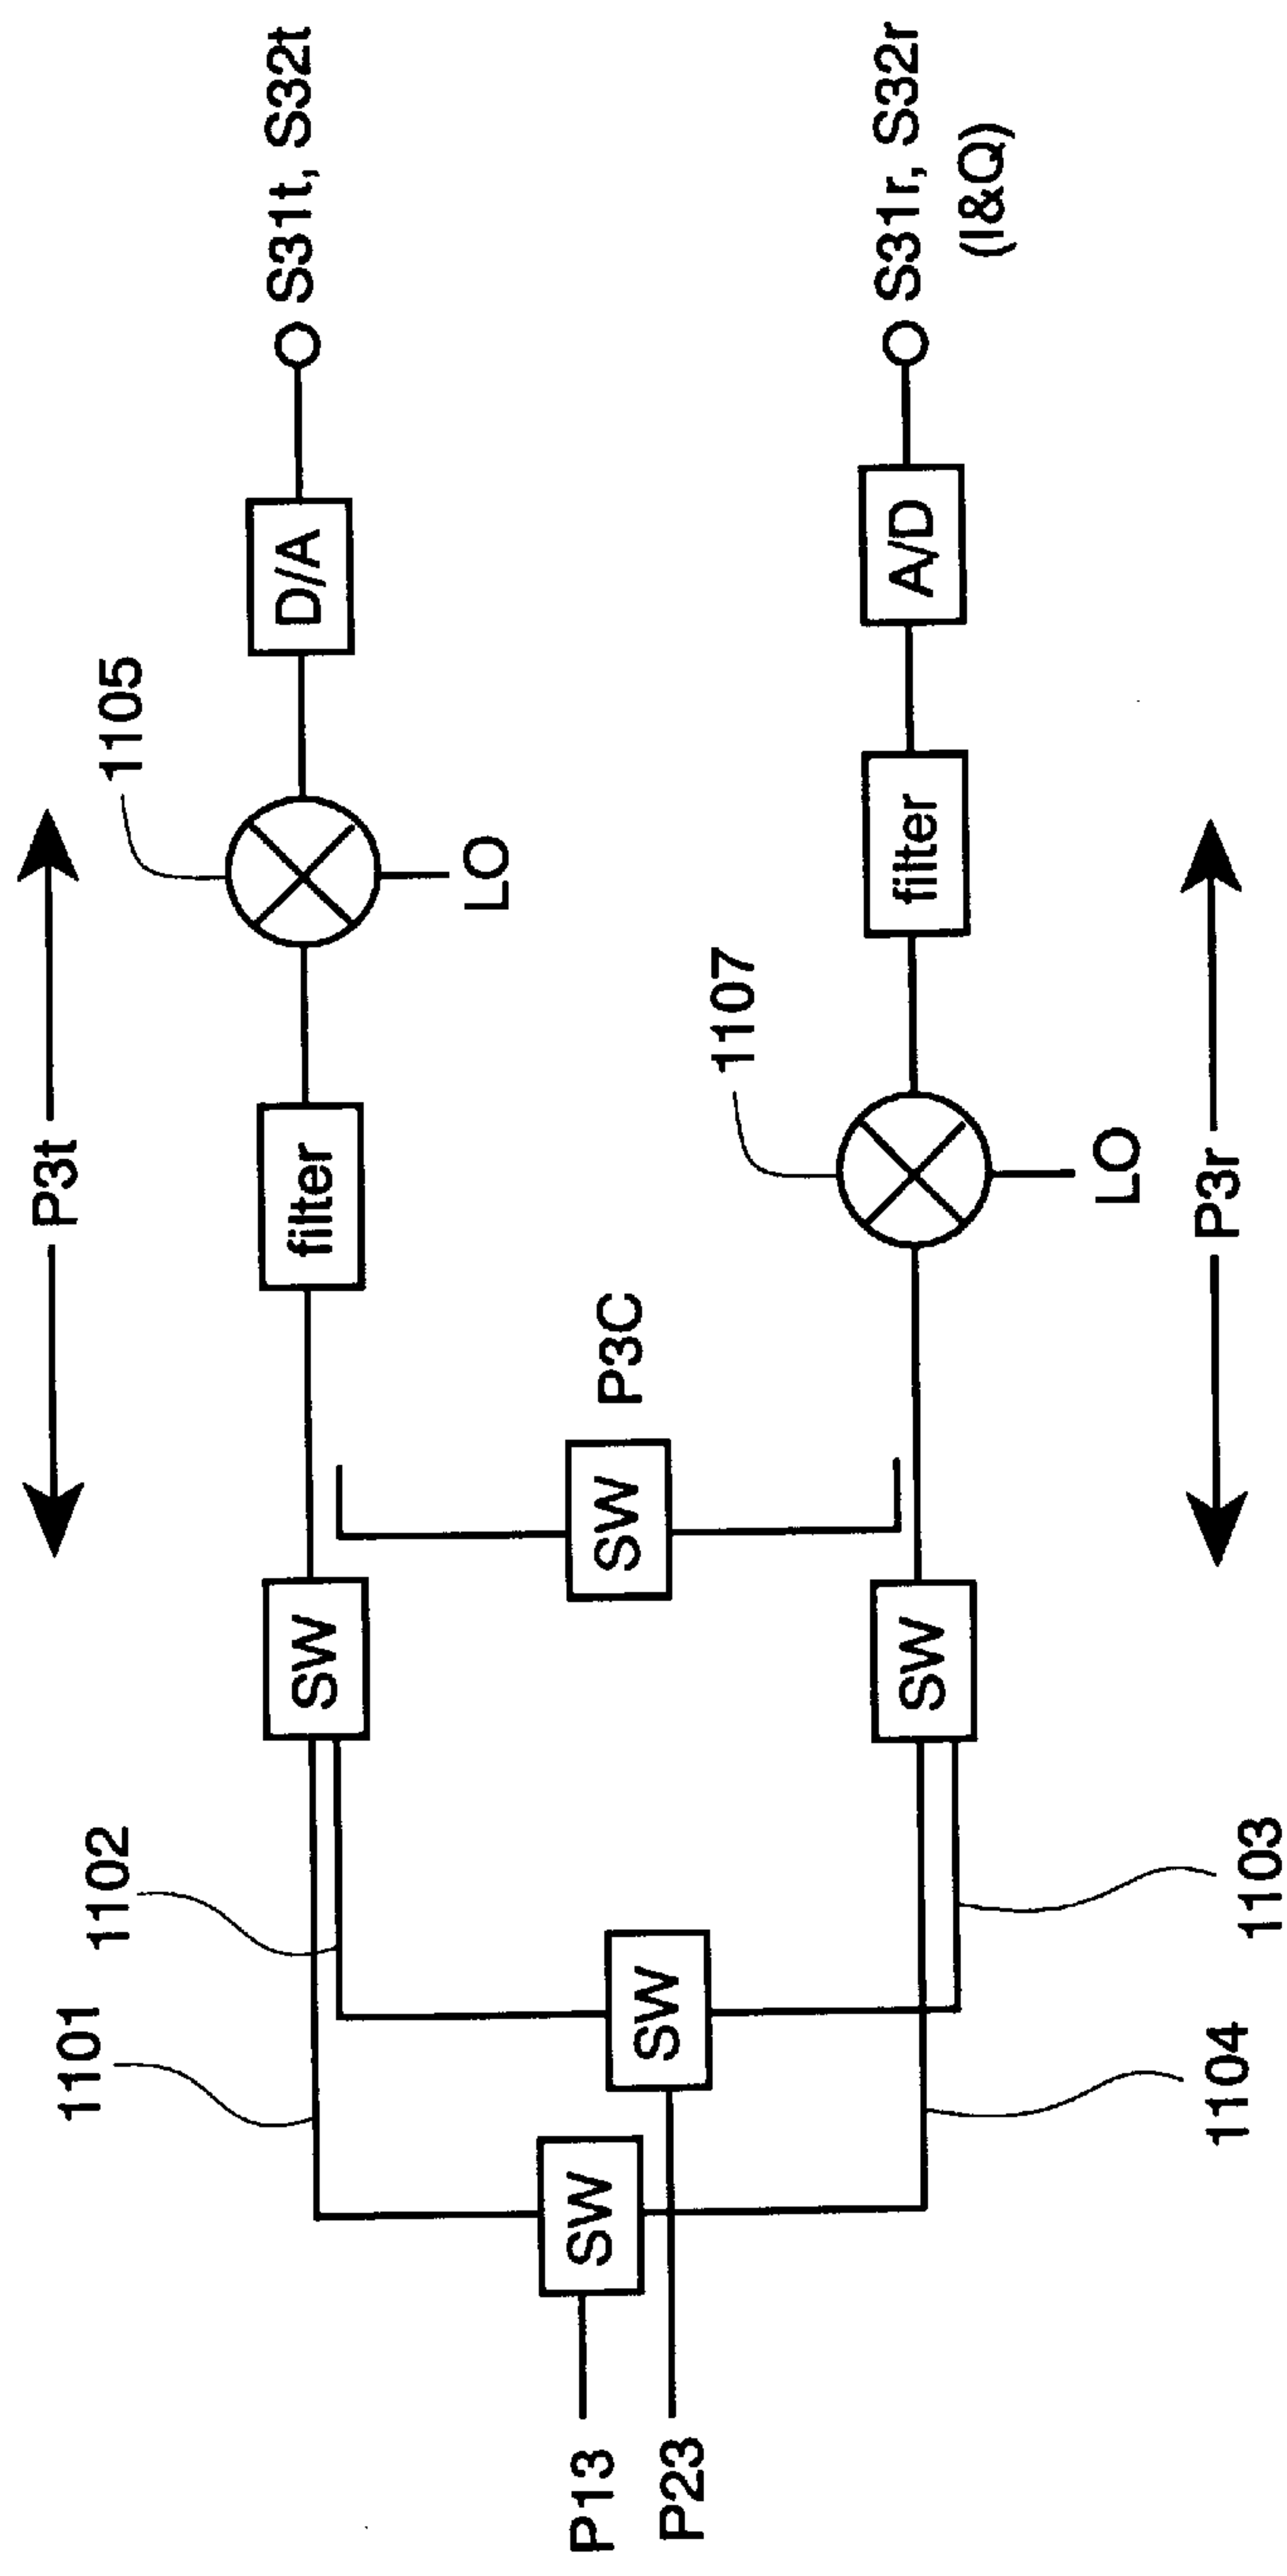 P3t
1105
1102
1101
S31t, S32t
D/A
LO
filter
SW
P3C
SW
SW
SW
P13
P23
1107
S31r, S32r
(I&Q)
A/D
filter
LO
SW
P3r
1104
1103